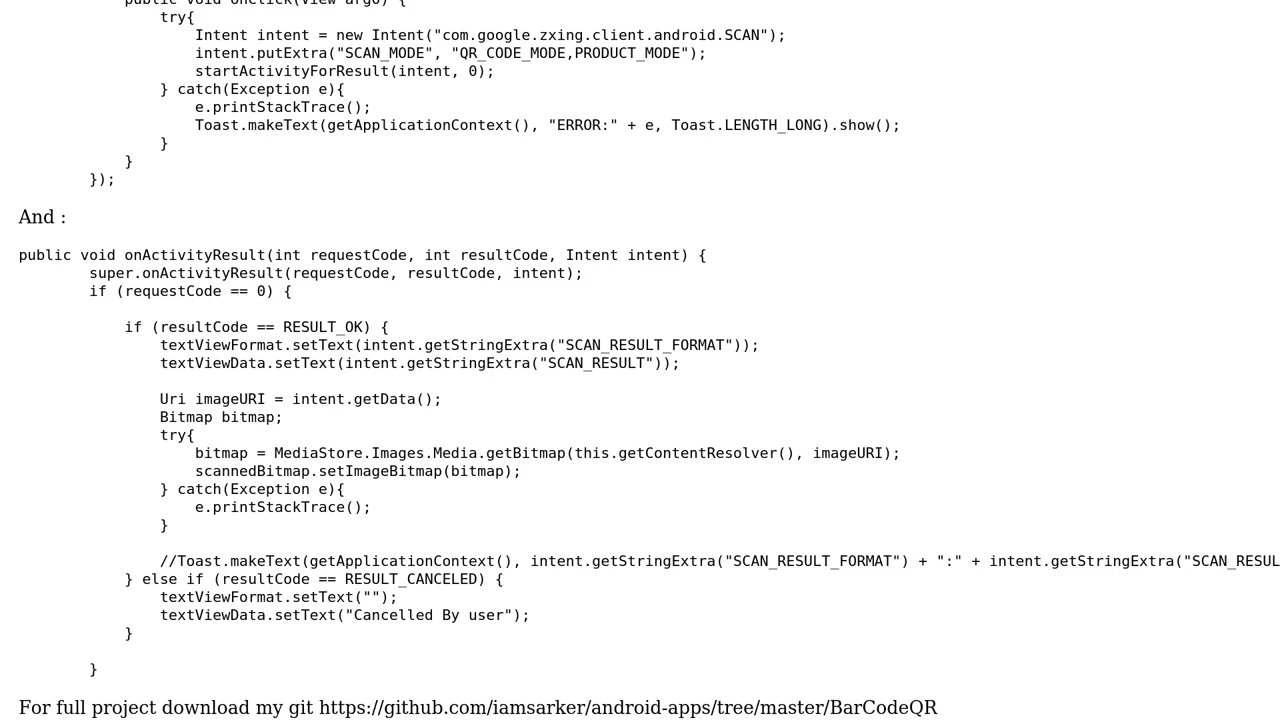 public void onClick(View arg0) {
try{
Intent intent = new Intent("com.google.zxing.client.android.SCAN");
intent.putExtra("SCAN_MODE", "QR_CODE_MODE,PRODUCT_MODE");
startActivityForResult(intent, 0);
} catch(Exception e){
e.printStackTrace();
Toast.makeText(getApplicationContext(), "ERROR:" + e, Toast.LENGTH_LONG).show();
}
}
});
And :
public void onActivityResult(int requestCode, int resultCode, Intent intent) {
super.onActivityResult(requestCode, resultCode, intent);
if (requestCode == 0) {
if (resultCode == RESULT_OK) {
textViewFormat.setText(intent.getStringExtra("SCAN_RESULT_FORMAT"));
textViewData.setText(intent.getStringExtra("SCAN_RESULT"));
Uri imageURI = intent.getData();
Bitmap bitmap;
try{
bitmap = MediaStore.Images.Media.getBitmap(this.getContentResolver(), imageURI);
scannedBitmap.setImageBitmap(bitmap);
} catch(Exception e){
e.printStackTrace();
}
//Toast.makeText(getApplicationContext(), intent.getStringExtra("SCAN_RESULT_FORMAT") + ":" + intent.getStringExtra("SCAN_RESUL
} else if (resultCode == RESULT_CANCELED) {
textViewFormat.setText("");
textViewData.setText("Cancelled By user");
}
}
For full project download my git https://github.com/iamsarker/android-apps/tree/master/BarCodeQR